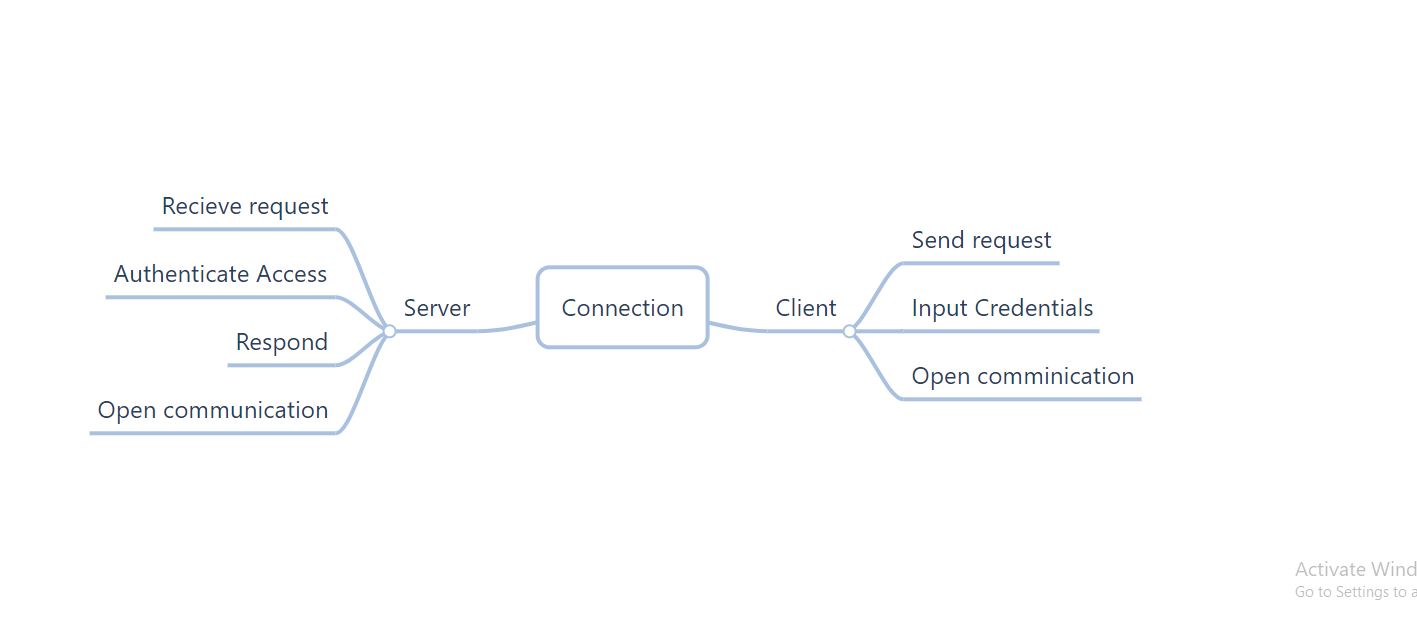 Recieve request
Authenticate Access
Respond
Open communication
Server
Connection
Client
Send request
Input Credentials
Open comminication
Activate Wind
Go to Settings to a